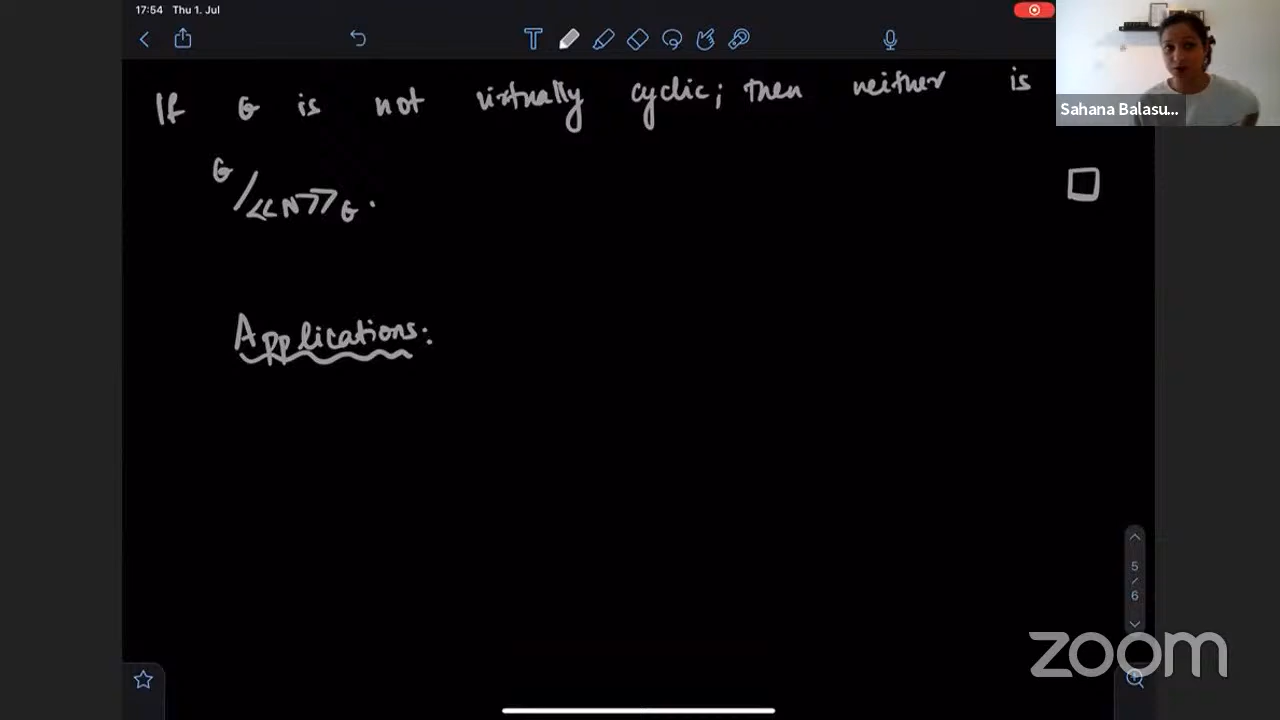 17:54 Thu 1. Jul
Sahana Balasu...
If G is not virtually cyclic; then neither is
G/<<N>>G.
Applications:
5
/
6
zoom